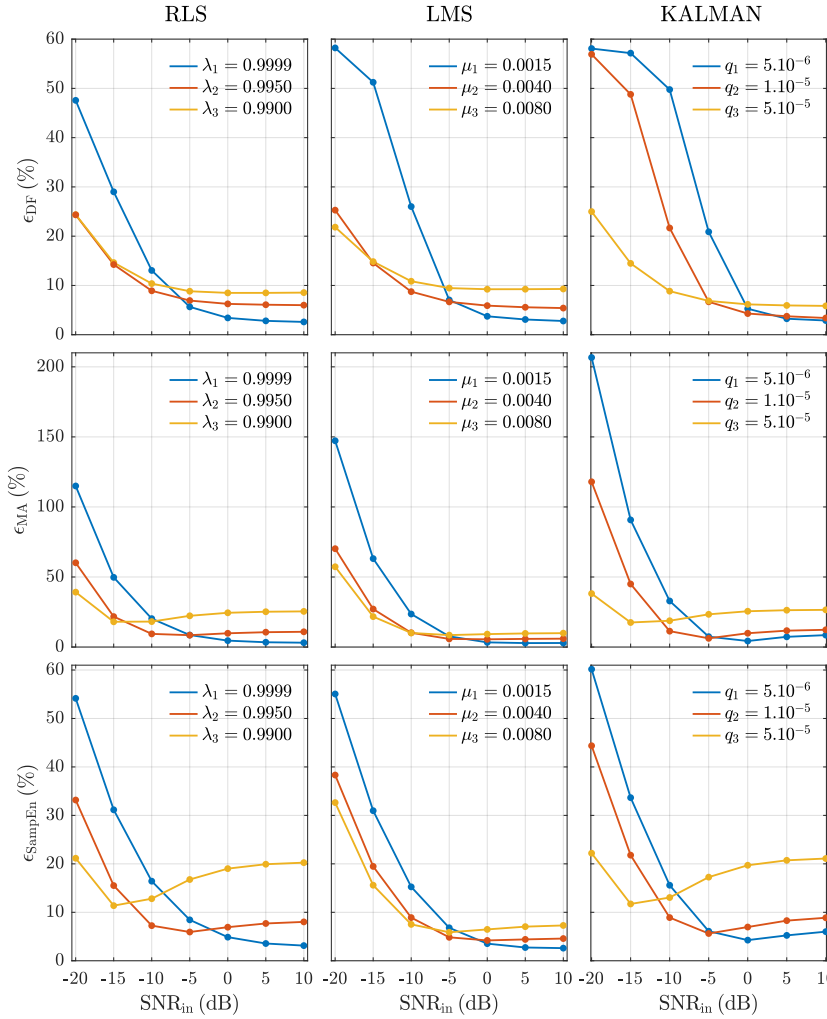 RLS LMS KALMAN
60
50
40
30
20
10
0
ϵDF (%)
λ1 = 0.9999
λ2 = 0.9950
λ3 = 0.9900
μ1 = 0.0015
μ2 = 0.0040
μ3 = 0.0080
q1 = 5.10⁻⁶
q2 = 1.10⁻⁵
q3 = 5.10⁻⁵
200
150
100
50
0
ϵMA (%)
λ1 = 0.9999
λ2 = 0.9950
λ3 = 0.9900
μ1 = 0.0015
μ2 = 0.0040
μ3 = 0.0080
q1 = 5.10⁻⁶
q2 = 1.10⁻⁵
q3 = 5.10⁻⁵
60
50
40
30
20
10
0
ϵSampEn (%)
λ1 = 0.9999
λ2 = 0.9950
λ3 = 0.9900
μ1 = 0.0015
μ2 = 0.0040
μ3 = 0.0080
q1 = 5.10⁻⁶
q2 = 1.10⁻⁵
q3 = 5.10⁻⁵
-20 -15 -10 -5 0 5 10 -20 -15 -10 -5 0 5 10 -20 -15 -10 -5 0 5 10
SNRin (dB) SNRin (dB) SNRin (dB)